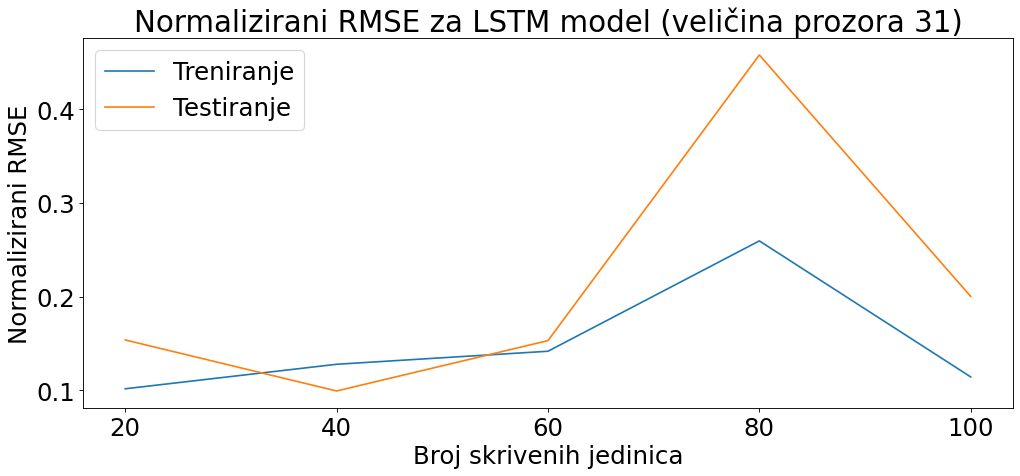 Normalizirani RMSE za LSTM model (veličina prozora 31)
Treniranje
Testiranje
Normalizirani RMSE
0.4
0.3
0.2
0.1
20 40 60 80 100
Broj skrivenih jedinica